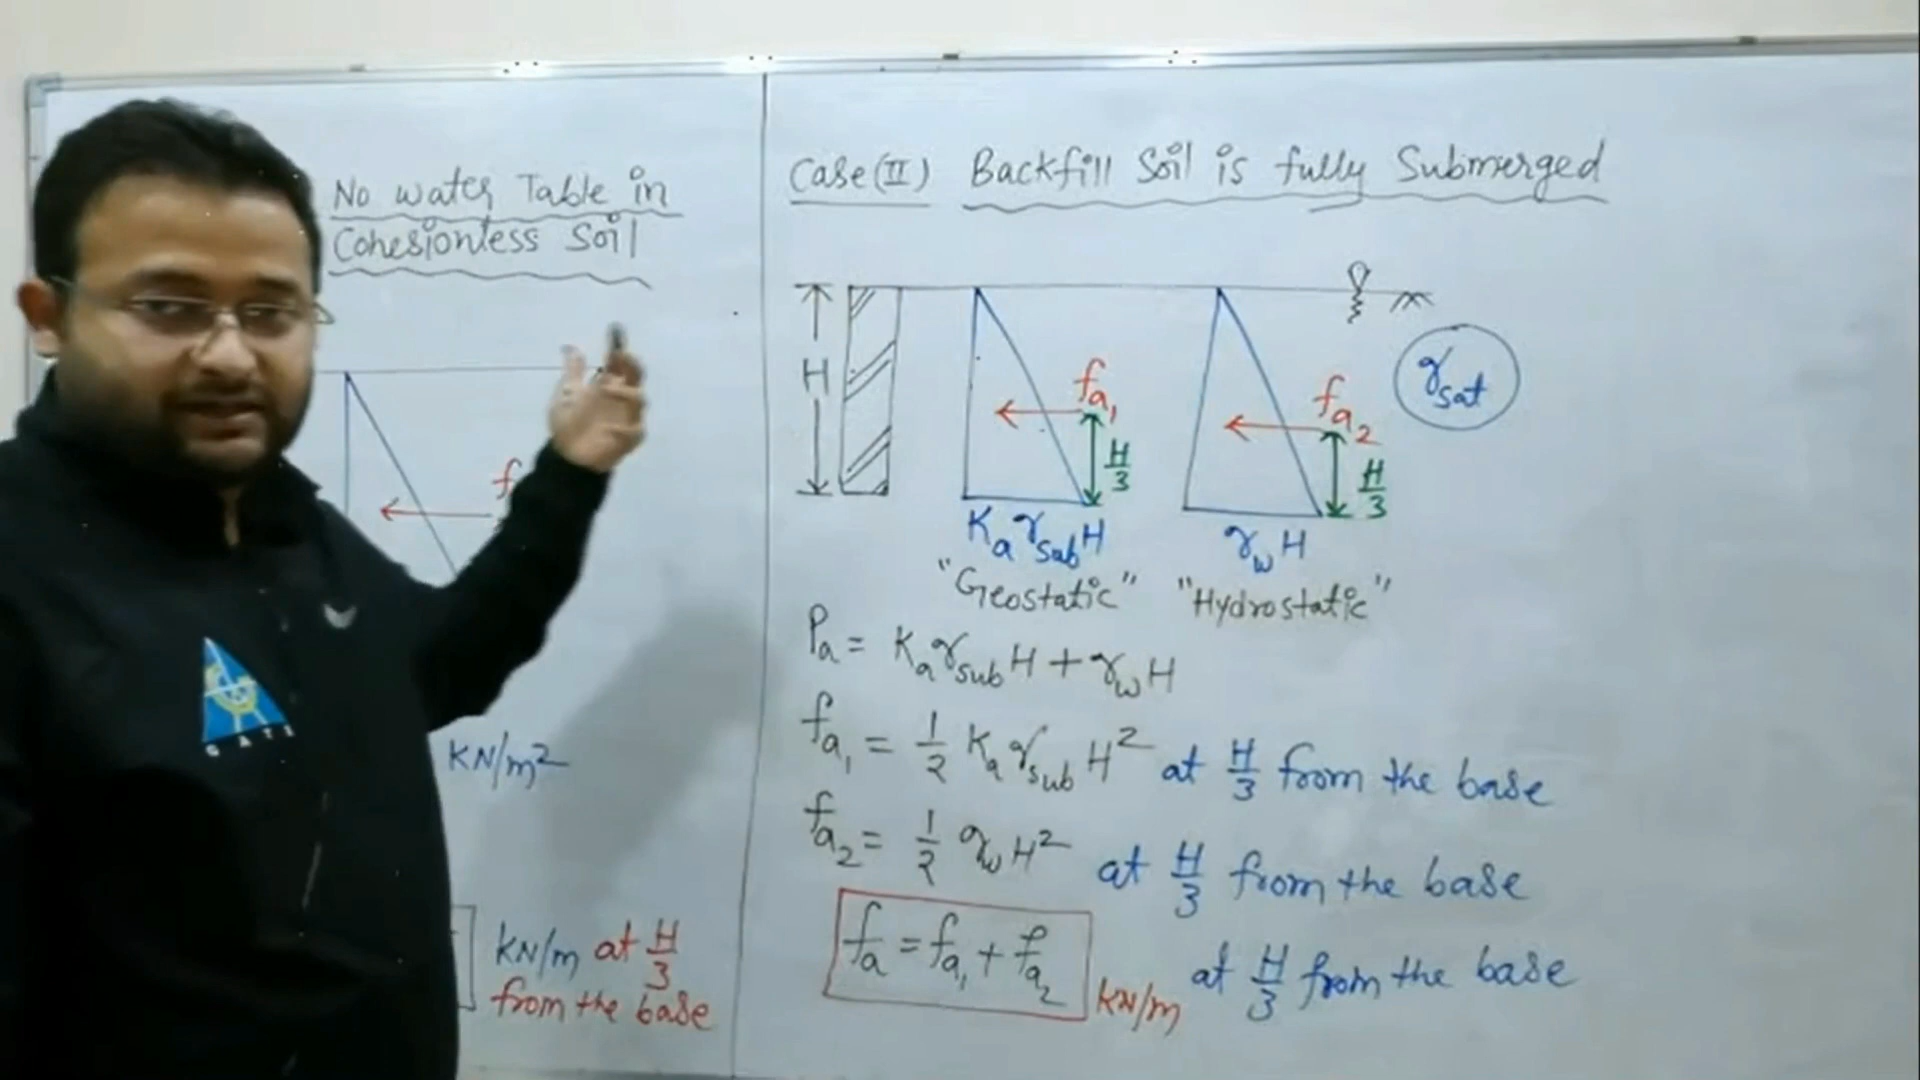 No water Table in
Cohesionless Soil
f
KN/m²
KN/m at H/3
from the base
GATE
Case (II) Backfill Soil is fully Submerged
H
fa₁
H/3
fa₂
H/3
γsat
Ka γsub H
γw H
"Geostatic"
"Hydrostatic"
Pa = Ka γsub H + γw H
fa₁ = 1/2 Ka γsub H² at H/3 from the base
fa₂ = 1/2 γw H² at H/3 from the base
fa = fa₁ + fa₂ KN/m at H/3 from the base